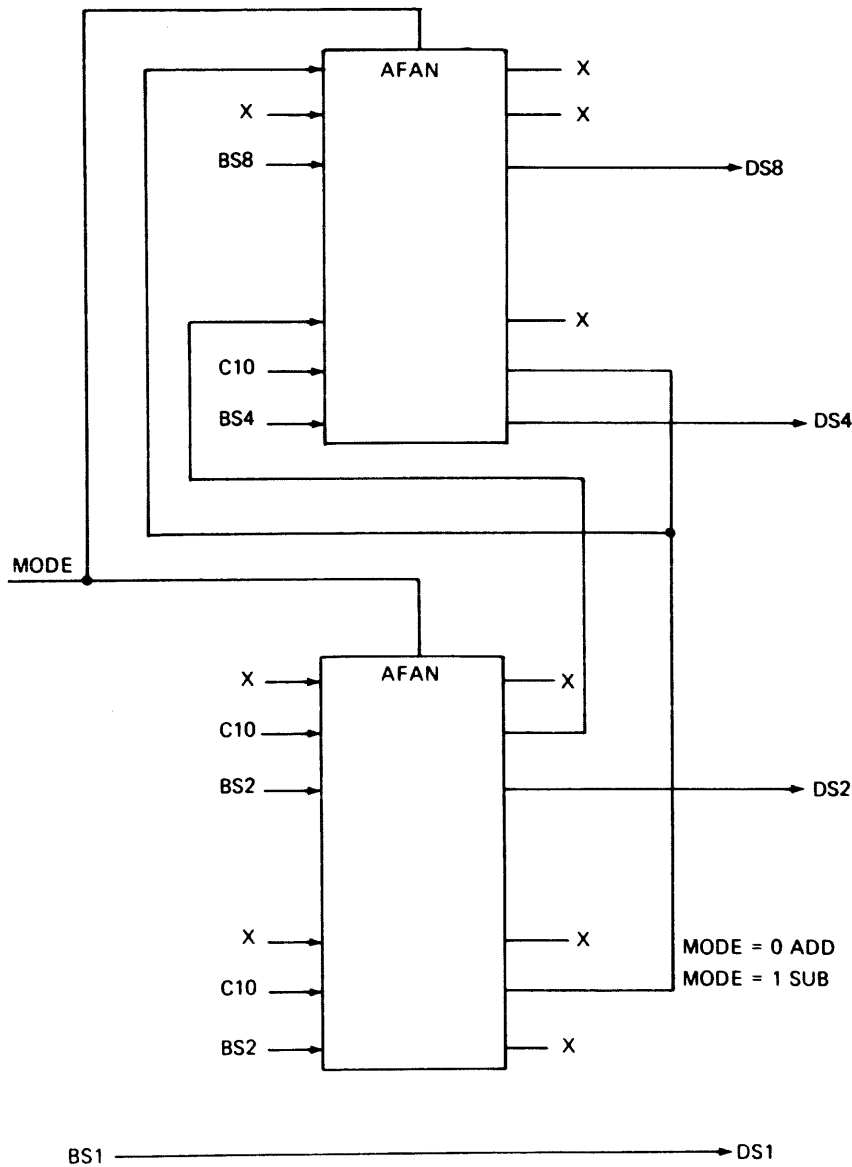 AFAN
X
X
X
BS8
DS8
X
C10
BS4
DS4
MODE
AFAN
X
X
C10
BS2
DS2
X
X
MODE = 0 ADD
C10
MODE = 1 SUB
BS2
X
BS1
DS1